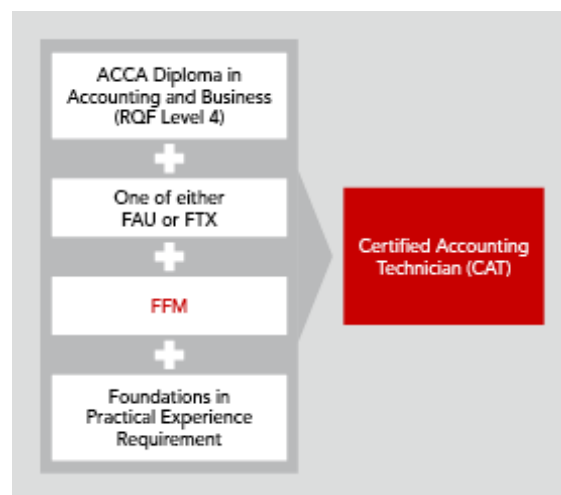 ACCA Diploma in
Accounting and Business
(RQF Level 4)
One of either
FAU or FTX
FFM
Foundations in
Practical Experience
Requirement
Certified Accounting
Technician (CAT)